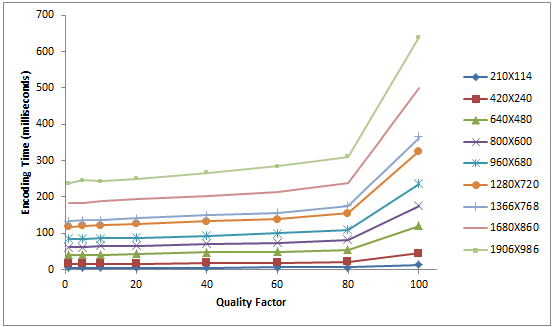 700
600
500
400
300
200
100
0
Encoding Time (milliseconds)
0 20 40 60 80 100
Quality Factor
210X114
420X240
640X480
800X600
960X680
1280X720
1366X768
1680X860
1906X986